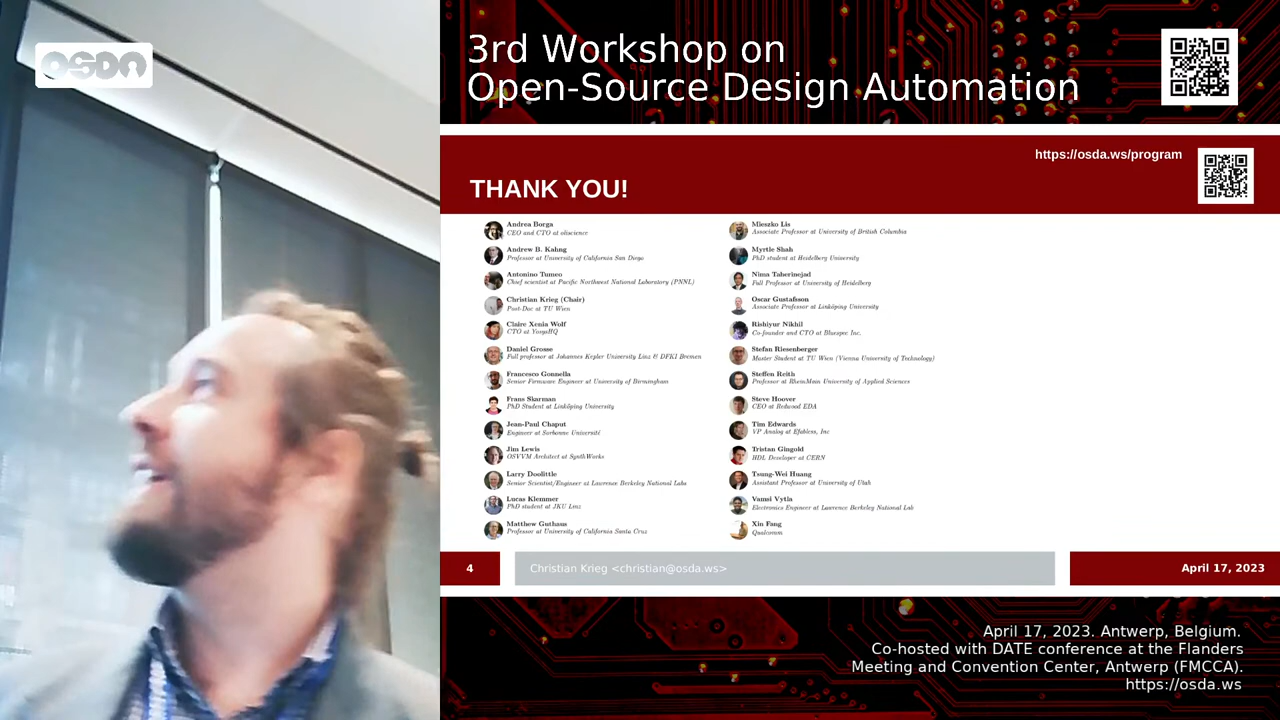 OSDA
3rd Workshop on
Open-Source Design Automation
https://osda.ws/program
THANK YOU!
Andrea Borga
CEO and CTO at oliscience
Andrew B. Kahng
Professor at University of California San Diego
Antonino Tumeo
Chief scientist at Pacific Northwest National Laboratory (PNNL)
Christian Krieg (Chair)
Post-Doc at TU Wien
Claire Xenia Wolf
CTO at YosysHQ
Daniel Grosse
Full professor at Johannes Kepler University Linz & DFKI Bremen
Francesco Gonnella
Senior Firmware Engineer at University of Birmingham
Frans Skarman
PhD Student at Linköping University
Jean-Paul Chaput
Engineer at Sorbonne Université
Jim Lewis
OSVVM Architect at SynthWorks
Larry Doolittle
Senior Scientist/Engineer at Lawrence Berkeley National Labs
Lucas Klemmer
PhD student at JKU Linz
Matthew Guthaus
Professor at University of California Santa Cruz
Mieszko Lis
Associate Professor at University of British Columbia
Myrtle Shah
PhD student at Heidelberg University
Nima Taherinejad
Full Professor at University of Heidelberg
Oscar Gustafsson
Associate Professor at Linköping University
Rishiyur Nikhil
Co-founder and CTO at Bluespec Inc.
Stefan Riesenberger
Master Student at TU Wien (Vienna University of Technology)
Steffen Reith
Professor at RheinMain University of Applied Sciences
Steve Hoover
CEO at Redwood EDA
Tim Edwards
VP Analog at Efabless, Inc
Tristan Gingold
HDL Developer at CERN
Tsung-Wei Huang
Assistant Professor at University of Utah
Vamsi Vytla
Electronics Engineer at Lawrence Berkeley National Lab
Xin Fang
Qualcomm
4
Christian Krieg <christian@osda.ws>
April 17, 2023
April 17, 2023. Antwerp, Belgium.
Co-hosted with DATE conference at the Flanders
Meeting and Convention Center, Antwerp (FMCCA).
https://osda.ws